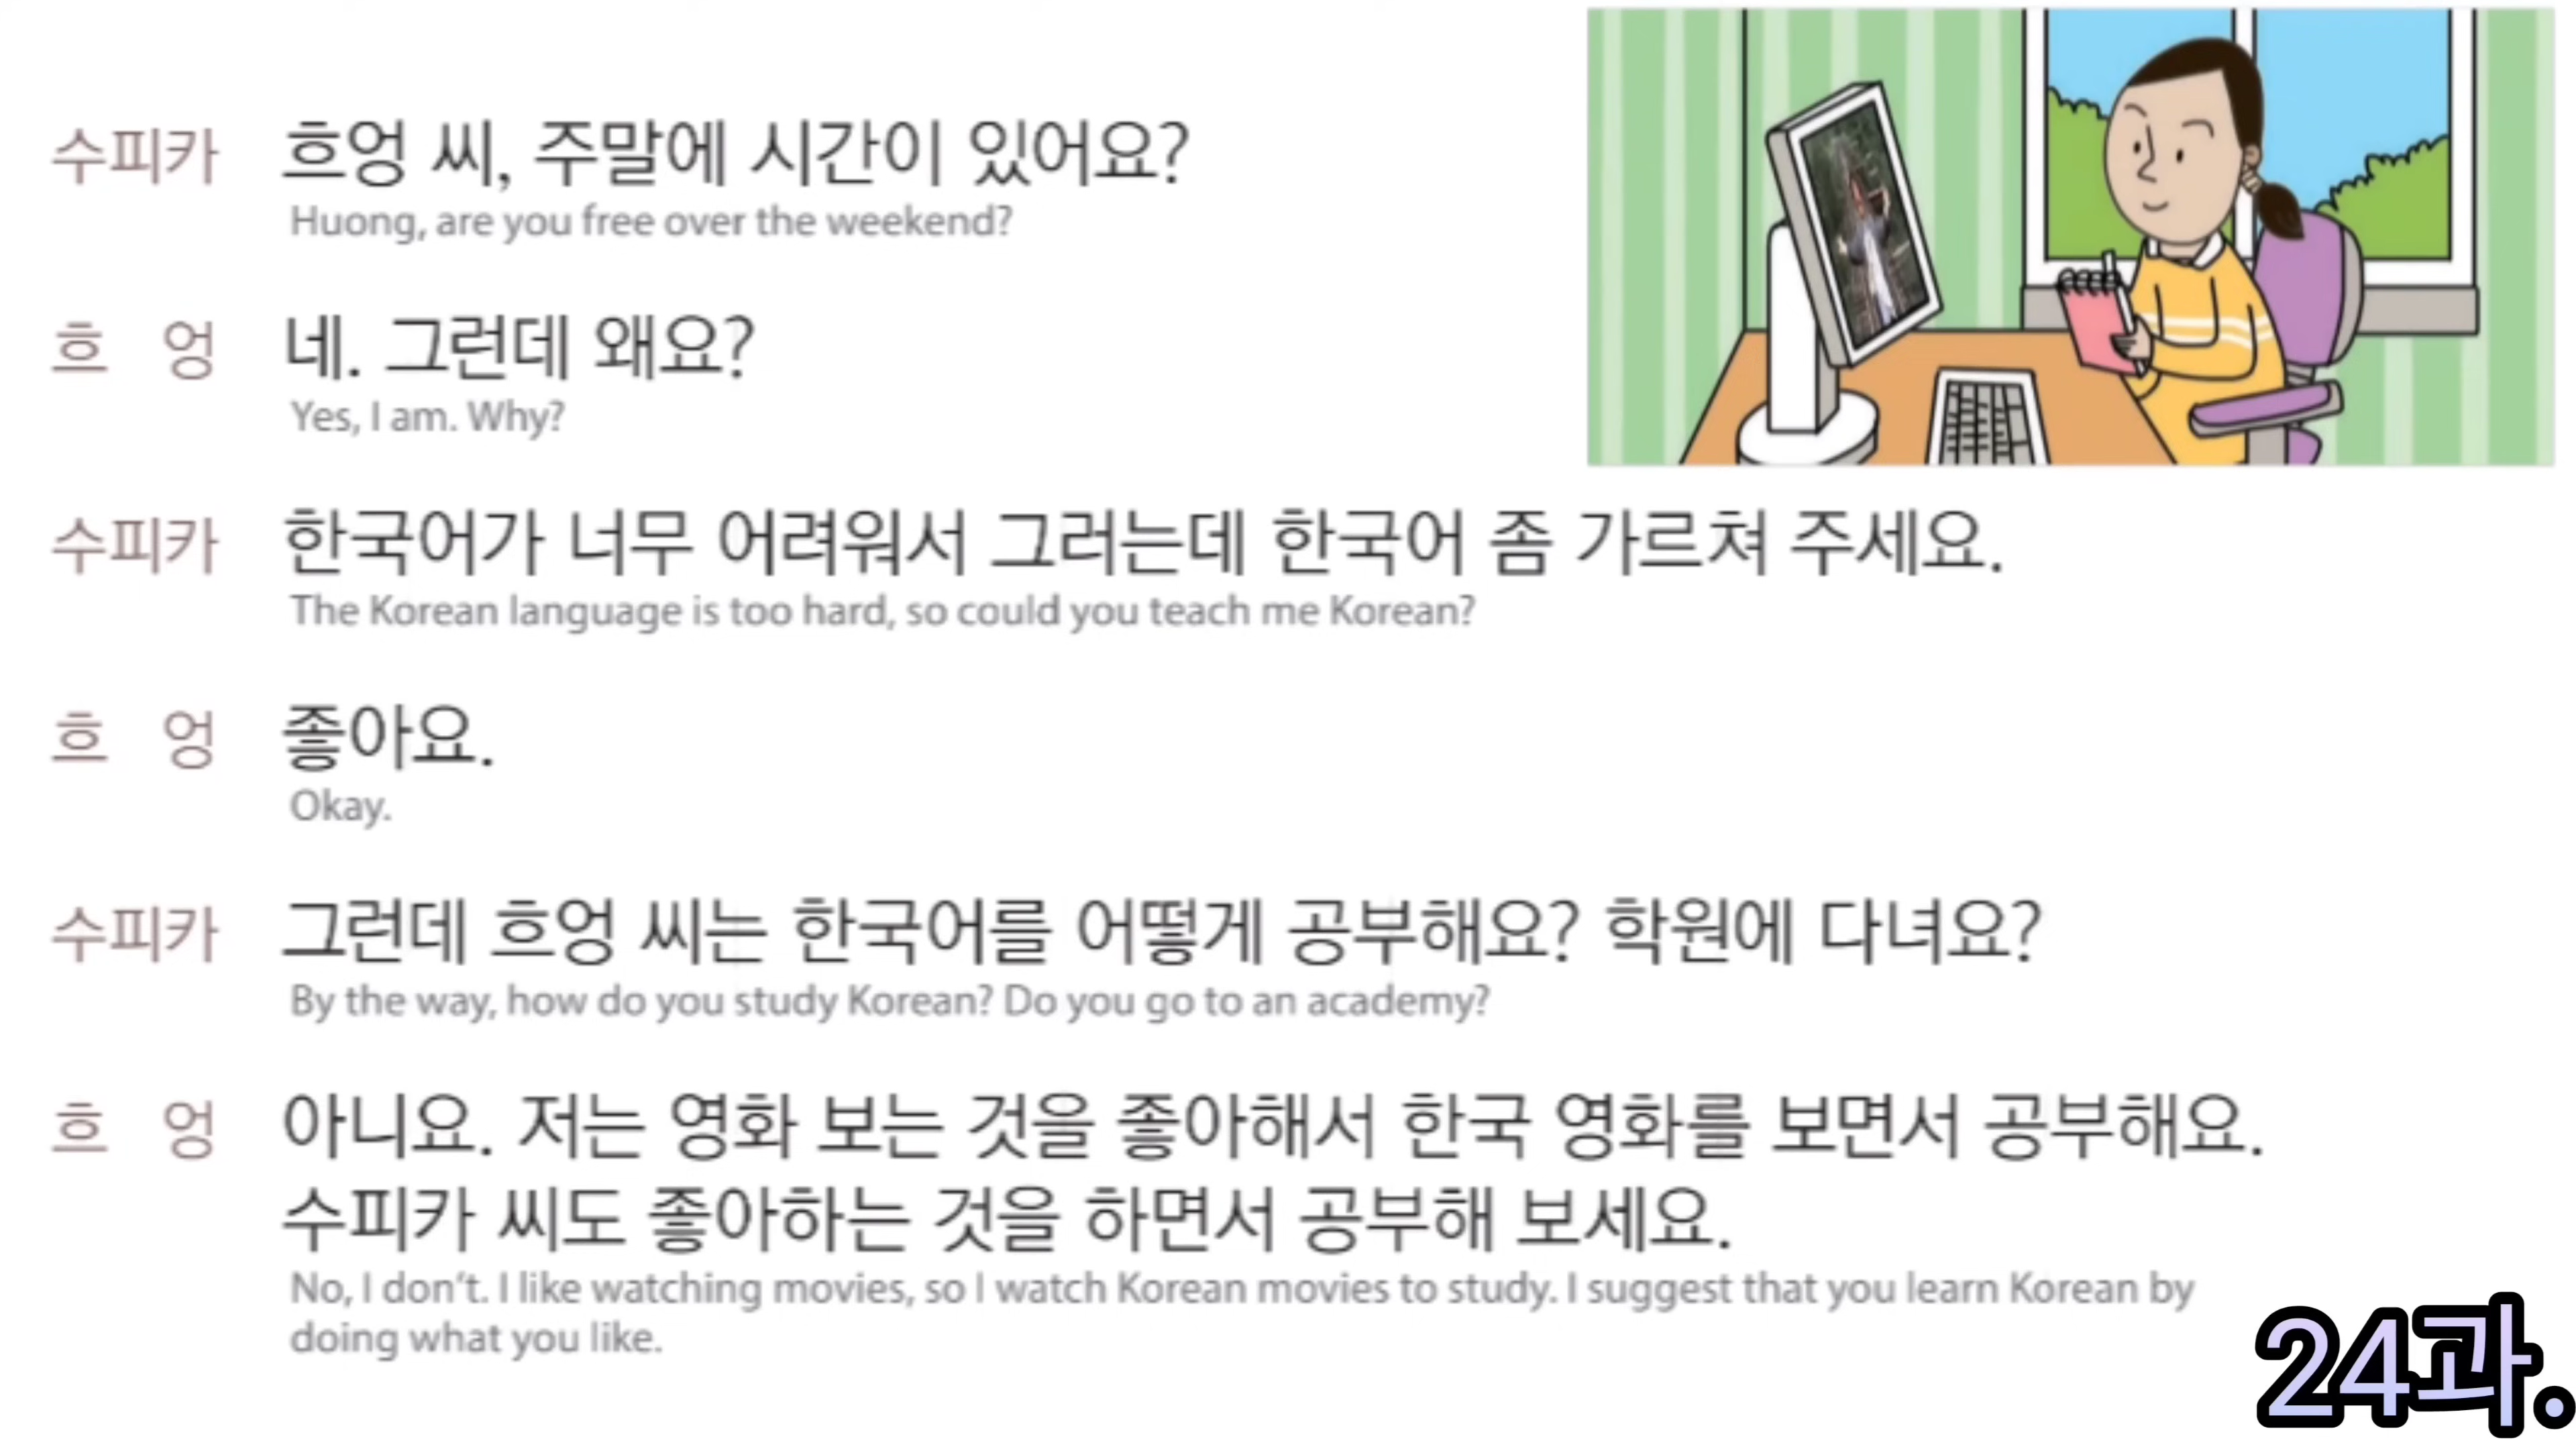 수피카 흐엉 씨, 주말에 시간이 있어요?
Huong, are you free over the weekend?
흐 엉 네. 그런데 왜요?
Yes, I am. Why?
수피카 한국어가 너무 어려워서 그러는데 한국어 좀 가르쳐 주세요.
The Korean language is too hard, so could you teach me Korean?
흐 엉 좋아요.
Okay.
수피카 그런데 흐엉 씨는 한국어를 어떻게 공부해요? 학원에 다녀요?
By the way, how do you study Korean? Do you go to an academy?
흐 엉 아니요. 저는 영화 보는 것을 좋아해서 한국 영화를 보면서 공부해요.
수피카 씨도 좋아하는 것을 하면서 공부해 보세요.
No, I don't. I like watching movies, so I watch Korean movies to study. I suggest that you learn Korean by
doing what you like.
24과.